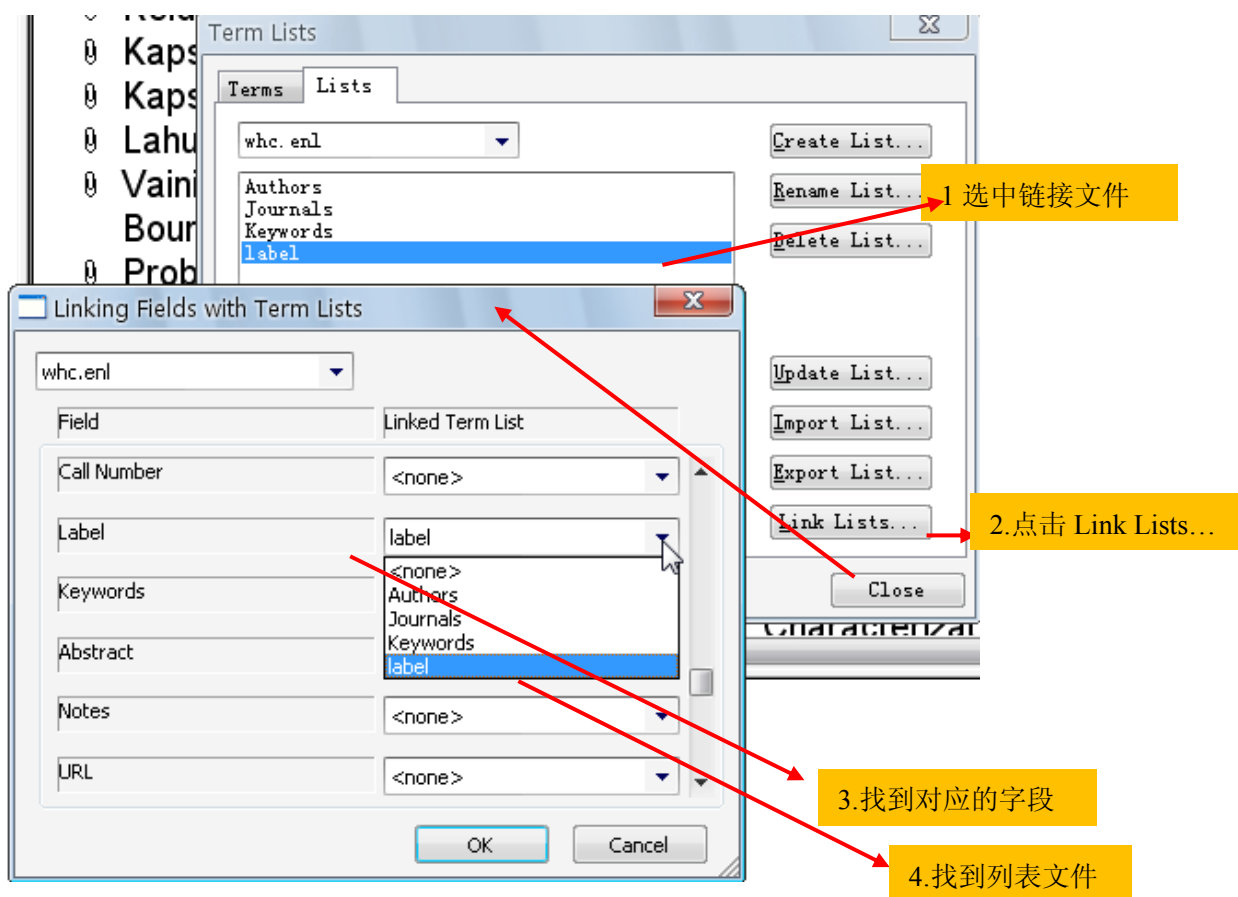 Kaps
Kaps
Lahu
Vaini
Bour
Prob
Term Lists
Terms
Lists
whc.enl
Create List...
Authors
Journals
Keywords
label
Rename List...
Delete List...
1 选中链接文件
Linking Fields with Term Lists
whc.enl
Update List...
Field
Linked Term List
Import List...
Call Number
<none>
Export List...
Label
label
Link Lists...
2.点击 Link Lists…
<none>
Keywords
Authors
Journals
Keywords
label
Close
Abstract
Notes
<none>
URL
<none>
3.找到对应的字段
OK
Cancel
4.找到列表文件